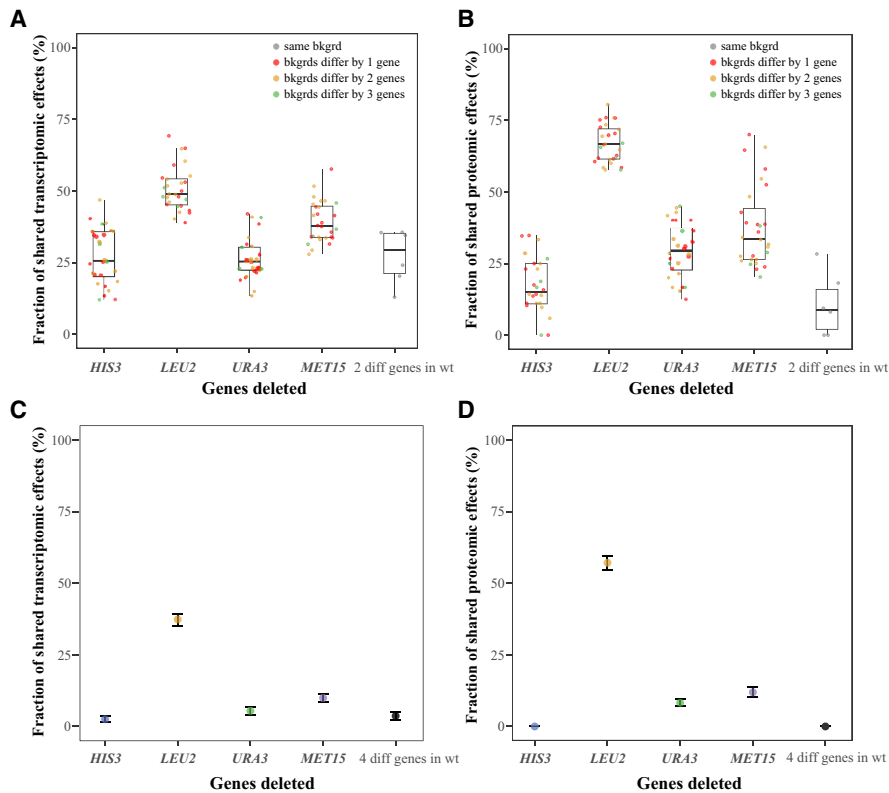 A
Fraction of shared transcriptomic effects (%)
100
75
50
25
0
same bkgrd
bkgrds differ by 1 gene
bkgrds differ by 2 genes
bkgrds differ by 3 genes
HIS3 LEU2 URA3 MET15 2 diff genes in wt
Genes deleted
B
Fraction of shared proteomic effects (%)
100
75
50
25
0
same bkgrd
bkgrds differ by 1 gene
bkgrds differ by 2 genes
bkgrds differ by 3 genes
HIS3 LEU2 URA3 MET15 2 diff genes in wt
Genes deleted
C
Fraction of shared transcriptomic effects (%)
100
75
50
25
0
HIS3 LEU2 URA3 MET15 4 diff genes in wt
Genes deleted
D
Fraction of shared proteomic effects (%)
100
75
50
25
0
HIS3 LEU2 URA3 MET15 4 diff genes in wt
Genes deleted